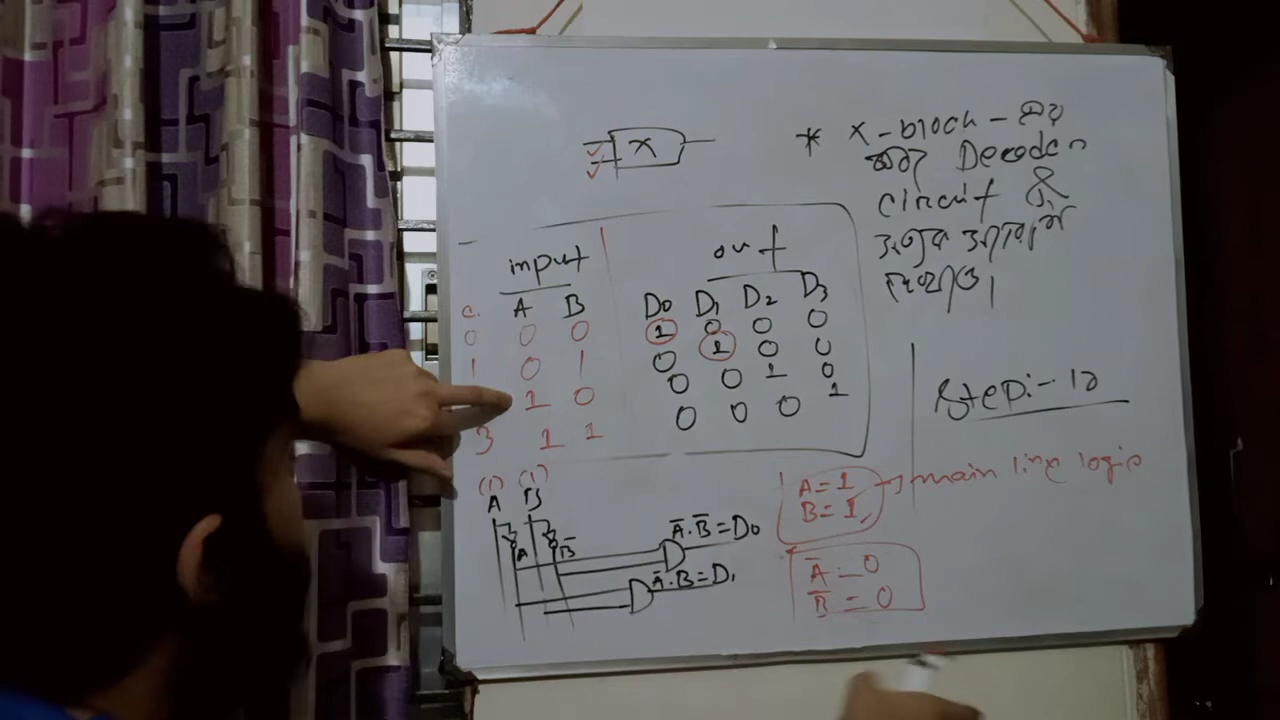 X
* X-block-এর
Decoder
circuit ও
input
out
C. A B D0 D1 D2 D3
0 0 0 1 0 0 0
1 0 1 0 1 0 0
1 0 0 0 1 0
3 1 1 0 0 0 1
Step:- 12
(1) (1)
A B
A B̅
A̅.B̅ = D0
A̅.B = D1
A = 1 → main line logic
B = 1
A̅ = 0
B̅ = 0